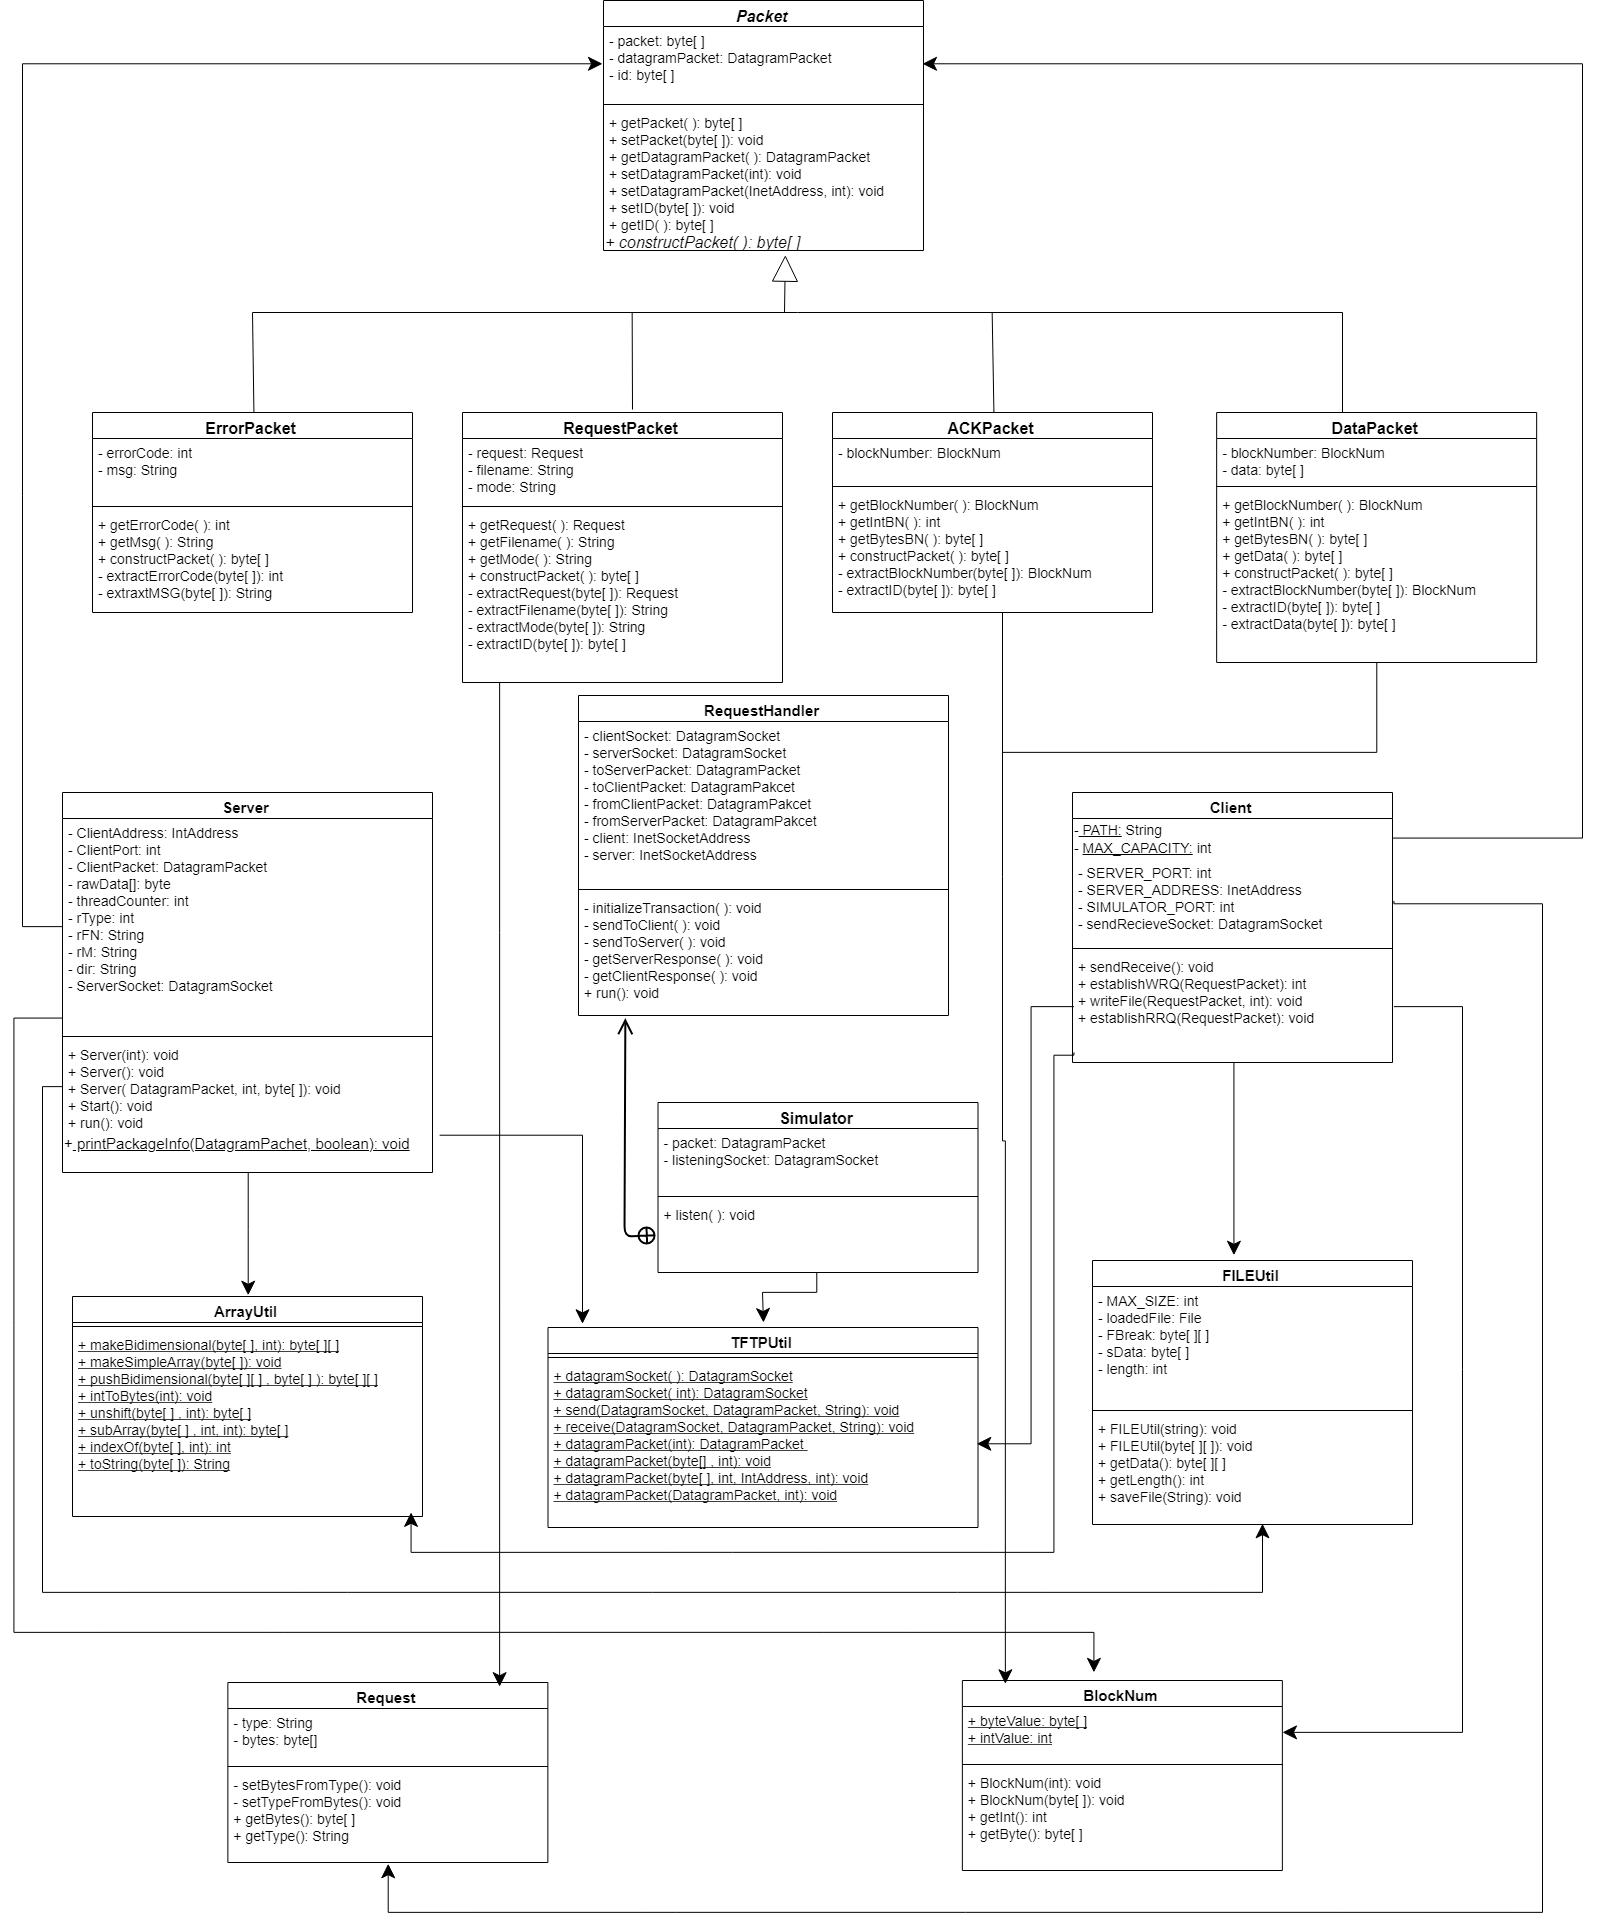 Packet
- packet: byte[ ]
- datagramPacket: DatagramPacket
- id: byte[ ]
+ getPacket( ): byte[ ]
+ setPacket(byte[ ]): void
+ getDatagramPacket( ): DatagramPacket
+ setDatagramPacket(int): void
+ setDatagramPacket(InetAddress, int): void
+ setID(byte[ ]): void
+ getID( ): byte[ ]
+ constructPacket( ): byte[ ]
ErrorPacket
- errorCode: int
- msg: String
+ getErrorCode( ): int
+ getMsg( ): String
+ constructPacket( ): byte[ ]
- extractErrorCode(byte[ ]): int
- extraxtMSG(byte[ ]): String
RequestPacket
- request: Request
- filename: String
- mode: String
+ getRequest( ): Request
+ getFilename( ): String
+ getMode( ): String
+ constructPacket( ): byte[ ]
- extractRequest(byte[ ]): Request
- extractFilename(byte[ ]): String
- extractMode(byte[ ]): String
- extractID(byte[ ]): byte[ ]
ACKPacket
- blockNumber: BlockNum
+ getBlockNumber( ): BlockNum
+ getIntBN( ): int
+ getBytesBN( ): byte[ ]
+ constructPacket( ): byte[ ]
- extractBlockNumber(byte[ ]): BlockNum
- extractID(byte[ ]): byte[ ]
DataPacket
- blockNumber: BlockNum
- data: byte[ ]
+ getBlockNumber( ): BlockNum
+ getIntBN( ): int
+ getBytesBN( ): byte[ ]
+ getData( ): byte[ ]
+ constructPacket( ): byte[ ]
- extractBlockNumber(byte[ ]): BlockNum
- extractID(byte[ ]): byte[ ]
- extractData(byte[ ]): byte[ ]
RequestHandler
- clientSocket: DatagramSocket
- serverSocket: DatagramSocket
- toServerPacket: DatagramPacket
- toClientPacket: DatagramPakcet
- fromClientPacket: DatagramPakcet
- fromServerPacket: DatagramPakcet
- client: InetSocketAddress
- server: InetSocketAddress
- initializeTransaction( ): void
- sendToClient( ): void
- sendToServer( ): void
- getServerResponse( ): void
- getClientResponse( ): void
+ run(): void
Server
- ClientAddress: IntAddress
- ClientPort: int
- ClientPacket: DatagramPacket
- rawData[]: byte
- threadCounter: int
- rType: int
- rFN: String
- rM: String
- dir: String
- ServerSocket: DatagramSocket
+ Server(int): void
+ Server(): void
+ Server( DatagramPacket, int, byte[ ]): void
+ Start(): void
+ run(): void
+ printPackageInfo(DatagramPachet, boolean): void
Client
- PATH: String
- MAX_CAPACITY: int
- SERVER_PORT: int
- SERVER_ADDRESS: InetAddress
- SIMULATOR_PORT: int
- sendRecieveSocket: DatagramSocket
+ sendReceive(): void
+ establishWRQ(RequestPacket): int
+ writeFile(RequestPacket, int): void
+ establishRRQ(RequestPacket): void
Simulator
- packet: DatagramPacket
- listeningSocket: DatagramSocket
+ listen( ): void
ArrayUtil
+ makeBidimensional(byte[ ], int): byte[ ][ ]
+ makeSimpleArray(byte[ ]): void
+ pushBidimensional(byte[ ][ ] , byte[ ] ): byte[ ][ ]
+ intToBytes(int): void
+ unshift(byte[ ] , int): byte[ ]
+ subArray(byte[ ] , int, int): byte[ ]
+ indexOf(byte[ ], int): int
+ toString(byte[ ]): String
TFTPUtil
+ datagramSocket( ): DatagramSocket
+ datagramSocket( int): DatagramSocket
+ send(DatagramSocket, DatagramPacket, String): void
+ receive(DatagramSocket, DatagramPacket, String): void
+ datagramPacket(int): DatagramPacket
+ datagramPacket(byte[] , int): void
+ datagramPacket(byte[ ], int, IntAddress, int): void
+ datagramPacket(DatagramPacket, int): void
FILEUtil
- MAX_SIZE: int
- loadedFile: File
- FBreak: byte[ ][ ]
- sData: byte[ ]
- length: int
+ FILEUtil(string): void
+ FILEUtil(byte[ ][ ]): void
+ getData(): byte[ ][ ]
+ getLength(): int
+ saveFile(String): void
Request
- type: String
- bytes: byte[]
- setBytesFromType(): void
- setTypeFromBytes(): void
+ getBytes(): byte[ ]
+ getType(): String
BlockNum
+ byteValue: byte[ ]
+ intValue: int
+ BlockNum(int): void
+ BlockNum(byte[ ]): void
+ getInt(): int
+ getByte(): byte[ ]